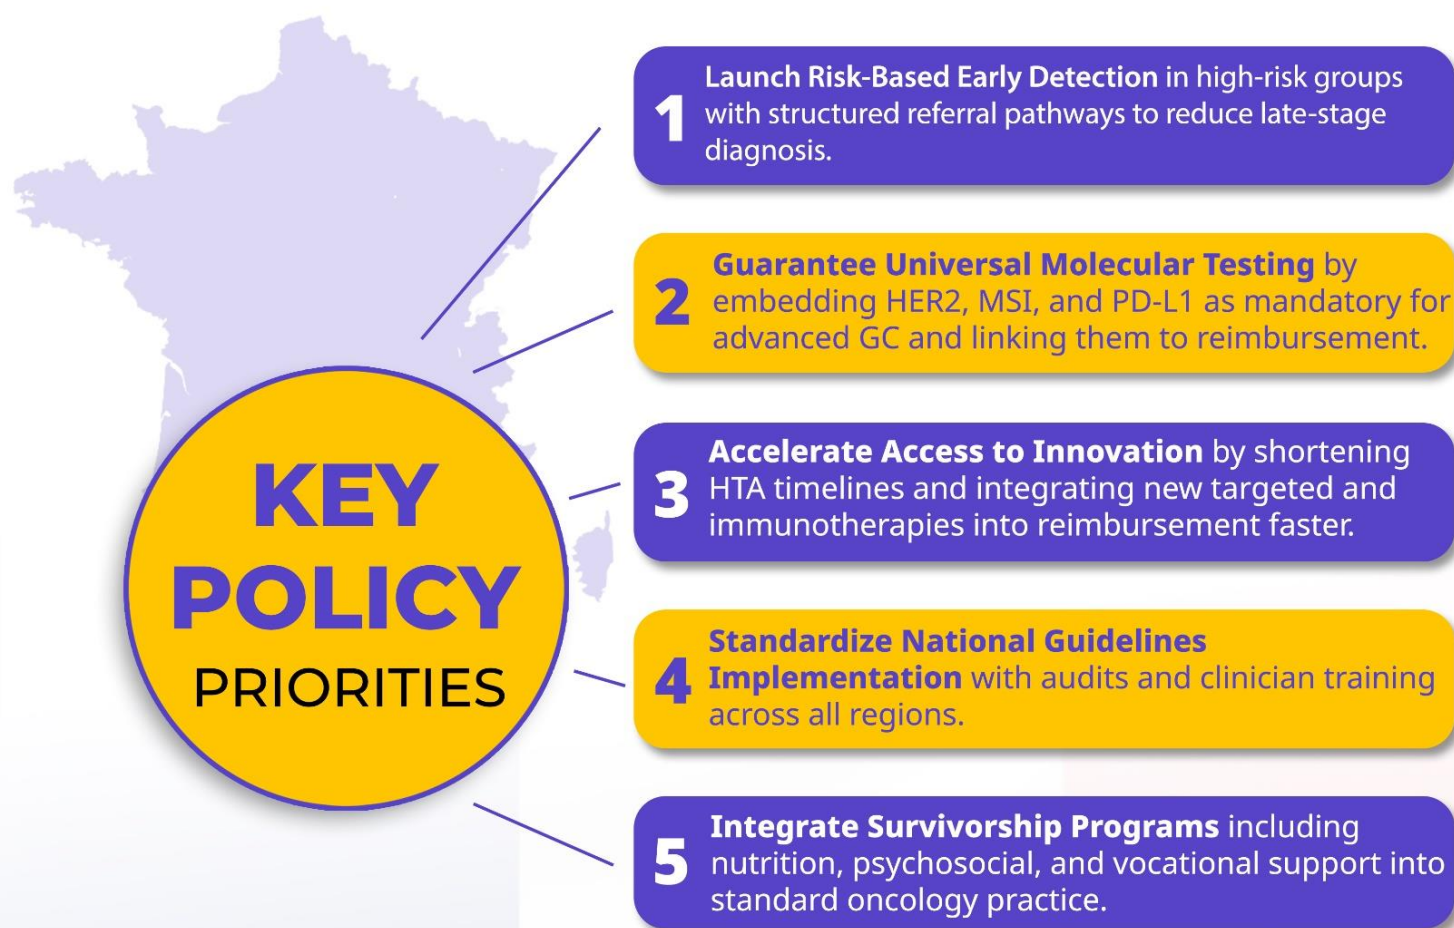 KEY
POLICY
PRIORITIES
1
Launch Risk-Based Early Detection in high-risk groups
with structured referral pathways to reduce late-stage
diagnosis.
2
Guarantee Universal Molecular Testing by
embedding HER2, MSI, and PD-L1 as mandatory for
advanced GC and linking them to reimbursement.
3
Accelerate Access to Innovation by shortening
HTA timelines and integrating new targeted and
immunotherapies into reimbursement faster.
4
Standardize National Guidelines
Implementation with audits and clinician training
across all regions.
5
Integrate Survivorship Programs including
nutrition, psychosocial, and vocational support into
standard oncology practice.